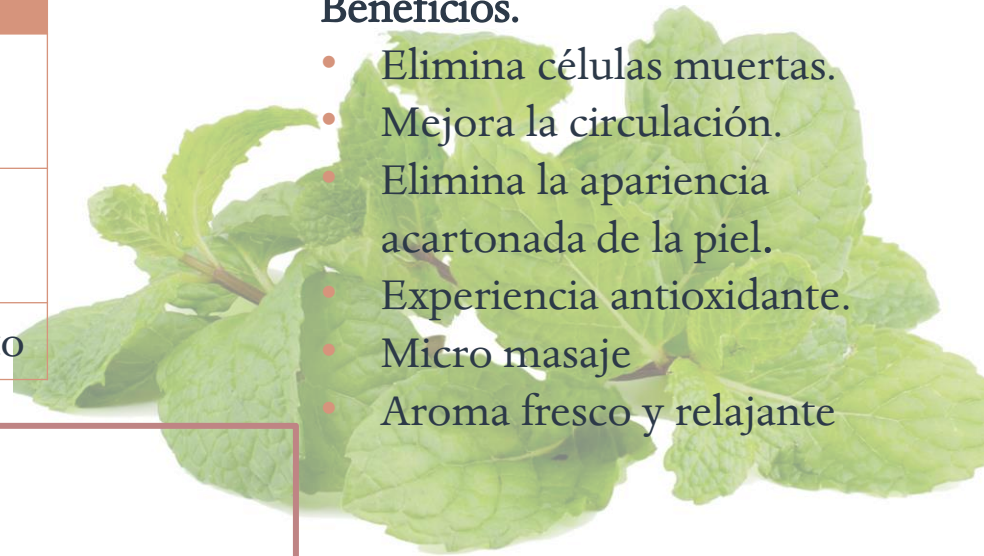 Beneficios.
• Elimina células muertas.
• Mejora la circulación.
• Elimina la apariencia
acartonada de la piel.
• Experiencia antioxidante.
o
• Micro masaje
• Aroma fresco y relajante